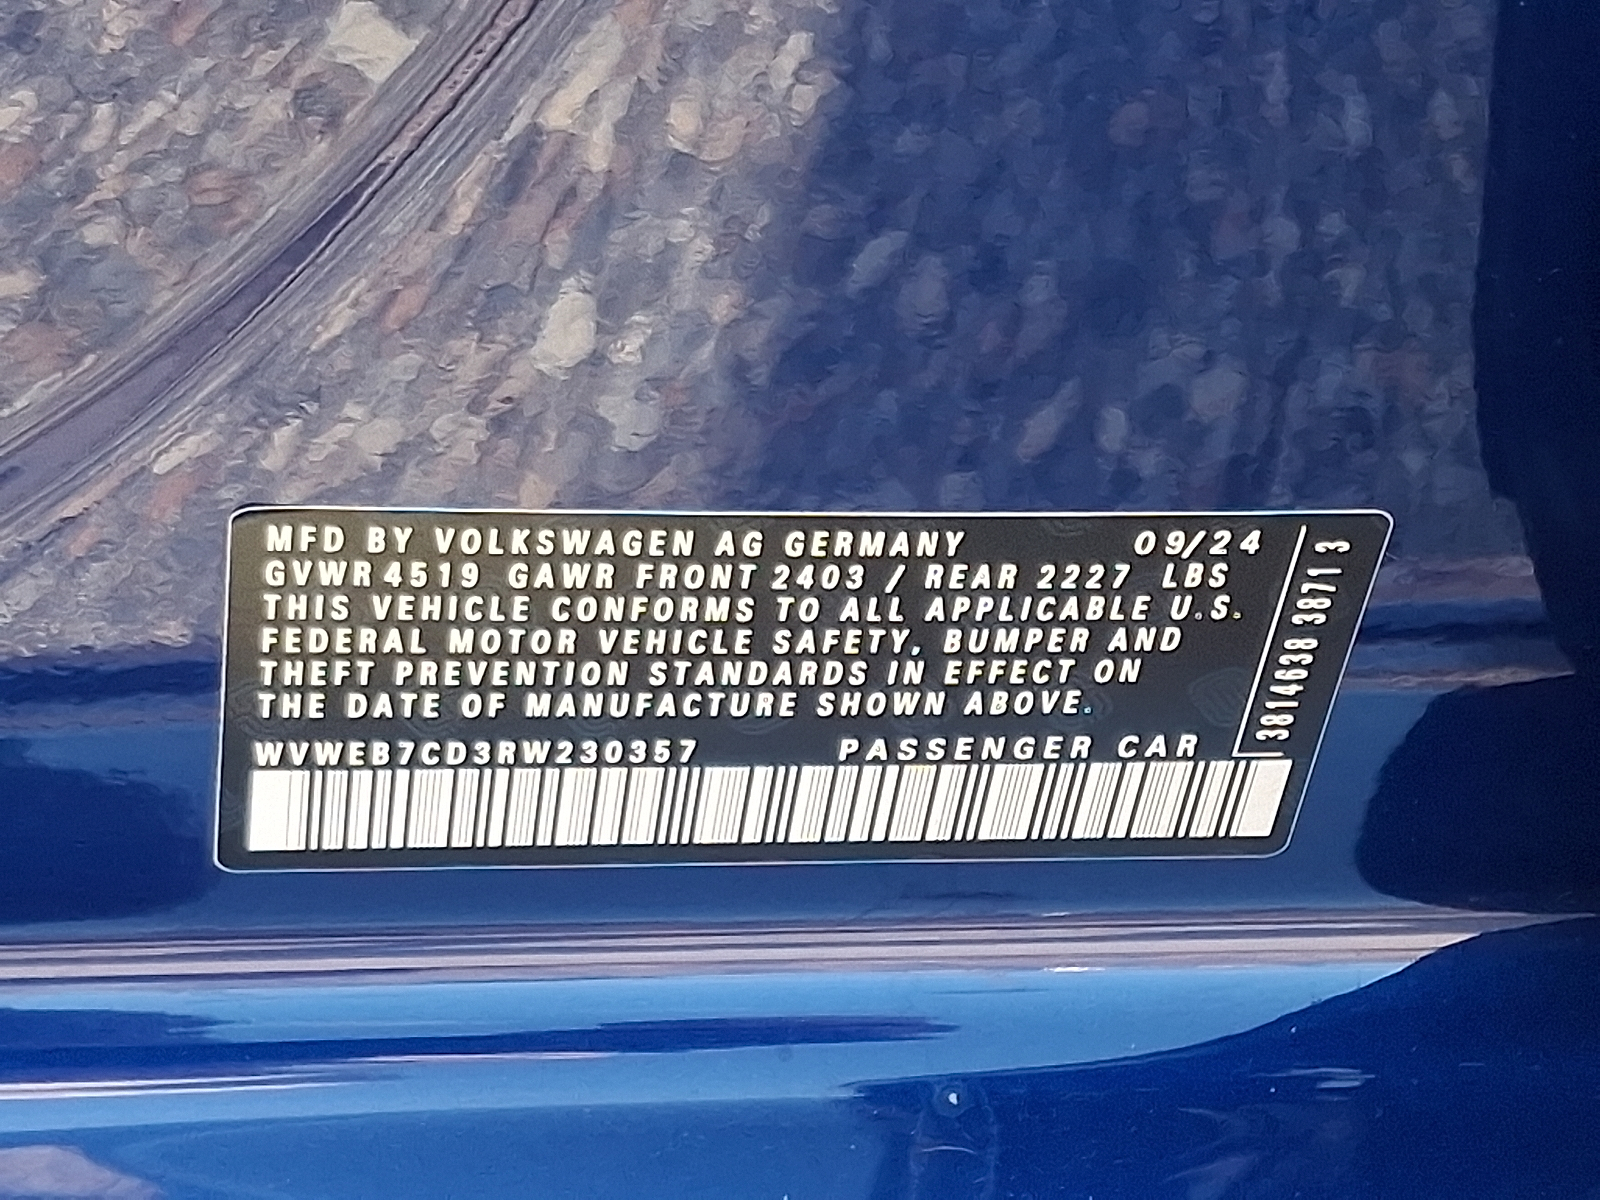 MFD BY VOLKSWAGEN AG GERMANY 09/24
GVWR 4519 GAWR FRONT 2403 / REAR 2227 LBS
THIS VEHICLE CONFORMS TO ALL APPLICABLE U.S.
FEDERAL MOTOR VEHICLE SAFETY, BUMPER AND
THEFT PREVENTION STANDARDS IN EFFECT ON
THE DATE OF MANUFACTURE SHOWN ABOVE.
WVWEB7CD3RW230357 PASSENGER CAR
3814638 3871 3